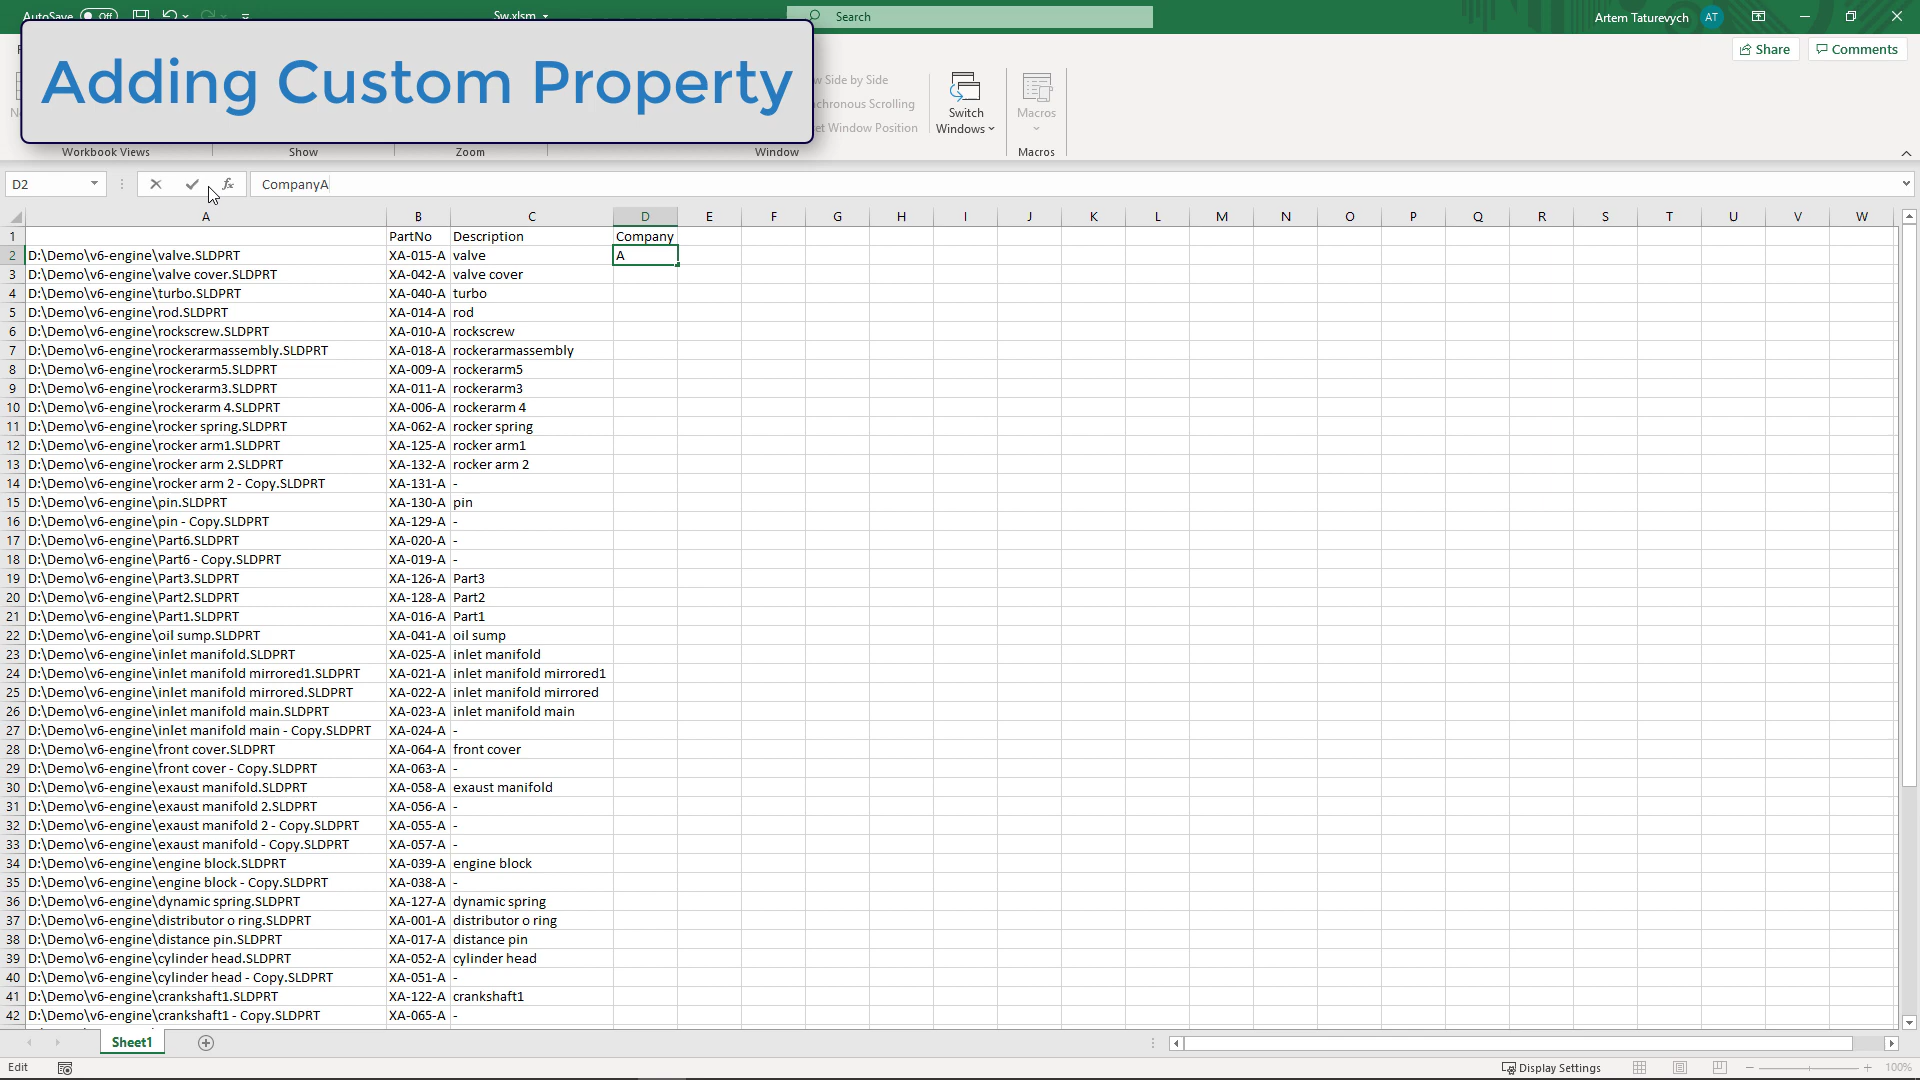 AutoSave Off Sw.xlsm Search Artem Taturevych AT
Adding Custom Property
Share Comments
Side by Side
Window Position
Switch Windows
Macros
Workbook Views Show Zoom Window Macros
D2 fx CompanyA
A B C D E F G H I J K L M N O P Q R S T U V W
1 PartNo Description Company
2 D:\Demo\v6-engine\valve.SLDPRT XA-015-A valve A
3 D:\Demo\v6-engine\valve cover.SLDPRT XA-042-A valve cover
4 D:\Demo\v6-engine\turbo.SLDPRT XA-040-A turbo
5 D:\Demo\v6-engine\rod.SLDPRT XA-014-A rod
6 D:\Demo\v6-engine\rockscrew.SLDPRT XA-010-A rockscrew
7 D:\Demo\v6-engine\rockerarmassembly.SLDPRT XA-018-A rockerarmassembly
8 D:\Demo\v6-engine\rockerarm5.SLDPRT XA-009-A rockerarm5
9 D:\Demo\v6-engine\rockerarm3.SLDPRT XA-011-A rockerarm3
10 D:\Demo\v6-engine\rockerarm 4.SLDPRT XA-006-A rockerarm 4
11 D:\Demo\v6-engine\rocker spring.SLDPRT XA-062-A rocker spring
12 D:\Demo\v6-engine\rocker arm1.SLDPRT XA-125-A rocker arm1
13 D:\Demo\v6-engine\rocker arm 2.SLDPRT XA-132-A rocker arm 2
14 D:\Demo\v6-engine\rocker arm 2 - Copy.SLDPRT XA-131-A -
15 D:\Demo\v6-engine\pin.SLDPRT XA-130-A pin
16 D:\Demo\v6-engine\pin - Copy.SLDPRT XA-129-A -
17 D:\Demo\v6-engine\Part6.SLDPRT XA-020-A -
18 D:\Demo\v6-engine\Part6 - Copy.SLDPRT XA-019-A -
19 D:\Demo\v6-engine\Part3.SLDPRT XA-126-A Part3
20 D:\Demo\v6-engine\Part2.SLDPRT XA-128-A Part2
21 D:\Demo\v6-engine\Part1.SLDPRT XA-016-A Part1
22 D:\Demo\v6-engine\oil sump.SLDPRT XA-041-A oil sump
23 D:\Demo\v6-engine\inlet manifold.SLDPRT XA-025-A inlet manifold
24 D:\Demo\v6-engine\inlet manifold mirrored1.SLDPRT XA-021-A inlet manifold mirrored1
25 D:\Demo\v6-engine\inlet manifold mirrored.SLDPRT XA-022-A inlet manifold mirrored
26 D:\Demo\v6-engine\inlet manifold main.SLDPRT XA-023-A inlet manifold main
27 D:\Demo\v6-engine\inlet manifold main - Copy.SLDPRT XA-024-A -
28 D:\Demo\v6-engine\front cover.SLDPRT XA-064-A front cover
29 D:\Demo\v6-engine\front cover - Copy.SLDPRT XA-063-A -
30 D:\Demo\v6-engine\exaust manifold.SLDPRT XA-058-A exaust manifold
31 D:\Demo\v6-engine\exaust manifold 2.SLDPRT XA-056-A -
32 D:\Demo\v6-engine\exaust manifold 2 - Copy.SLDPRT XA-055-A -
33 D:\Demo\v6-engine\exaust manifold - Copy.SLDPRT XA-057-A -
34 D:\Demo\v6-engine\engine block.SLDPRT XA-039-A engine block
35 D:\Demo\v6-engine\engine block - Copy.SLDPRT XA-038-A -
36 D:\Demo\v6-engine\dynamic spring.SLDPRT XA-127-A dynamic spring
37 D:\Demo\v6-engine\distributor o ring.SLDPRT XA-001-A distributor o ring
38 D:\Demo\v6-engine\distance pin.SLDPRT XA-017-A distance pin
39 D:\Demo\v6-engine\cylinder head.SLDPRT XA-052-A cylinder head
40 D:\Demo\v6-engine\cylinder head - Copy.SLDPRT XA-051-A -
41 D:\Demo\v6-engine\crankshaft1.SLDPRT XA-122-A crankshaft1
42 D:\Demo\v6-engine\crankshaft1 - Copy.SLDPRT XA-065-A -
Sheet1
Edit Display Settings 100%